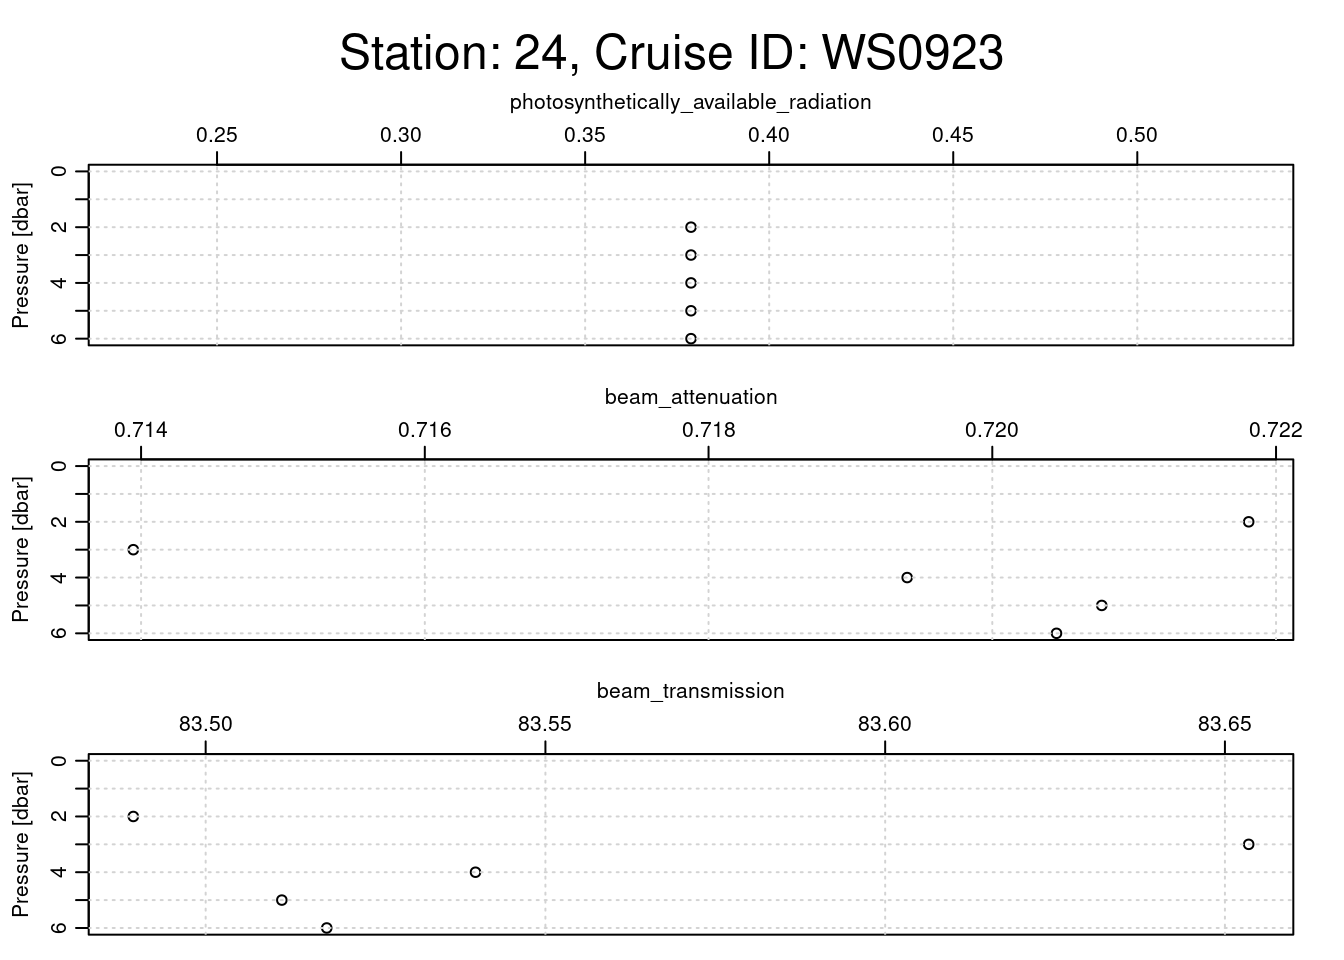 Station: 24, Cruise ID: WS0923
photosynthetically_available_radiation
0.25 0.30 0.35 0.40 0.45 0.50
Pressure [dbar]
0
2
4
6
beam_attenuation
0.714 0.716 0.718 0.720 0.722
Pressure [dbar]
0
2
4
6
beam_transmission
83.50 83.55 83.60 83.65
Pressure [dbar]
0
2
4
6